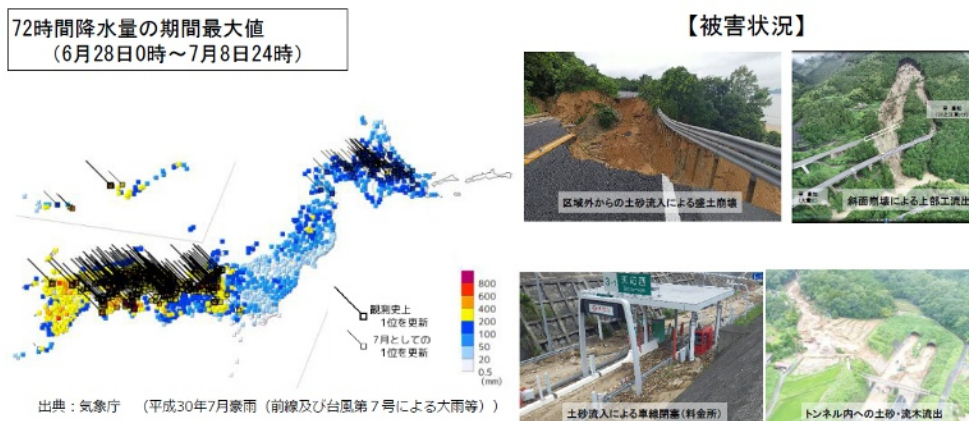 72時間降水量の期間最大値
(6月28日0時～7月8日24時)
【被害状況】
800
600
400
200
100
50
20
0.5
(mm)
観測史上
1位を更新
7月としての
1位を更新
出典：気象庁　（平成30年7月豪雨（前線及び台風第７号による大雨等））
区域外からの土砂流入による盛土崩壊
斜面崩壊による上部工流出
天応西
土砂流入による車線閉塞(料金所)
トンネル内への土砂・流木流出